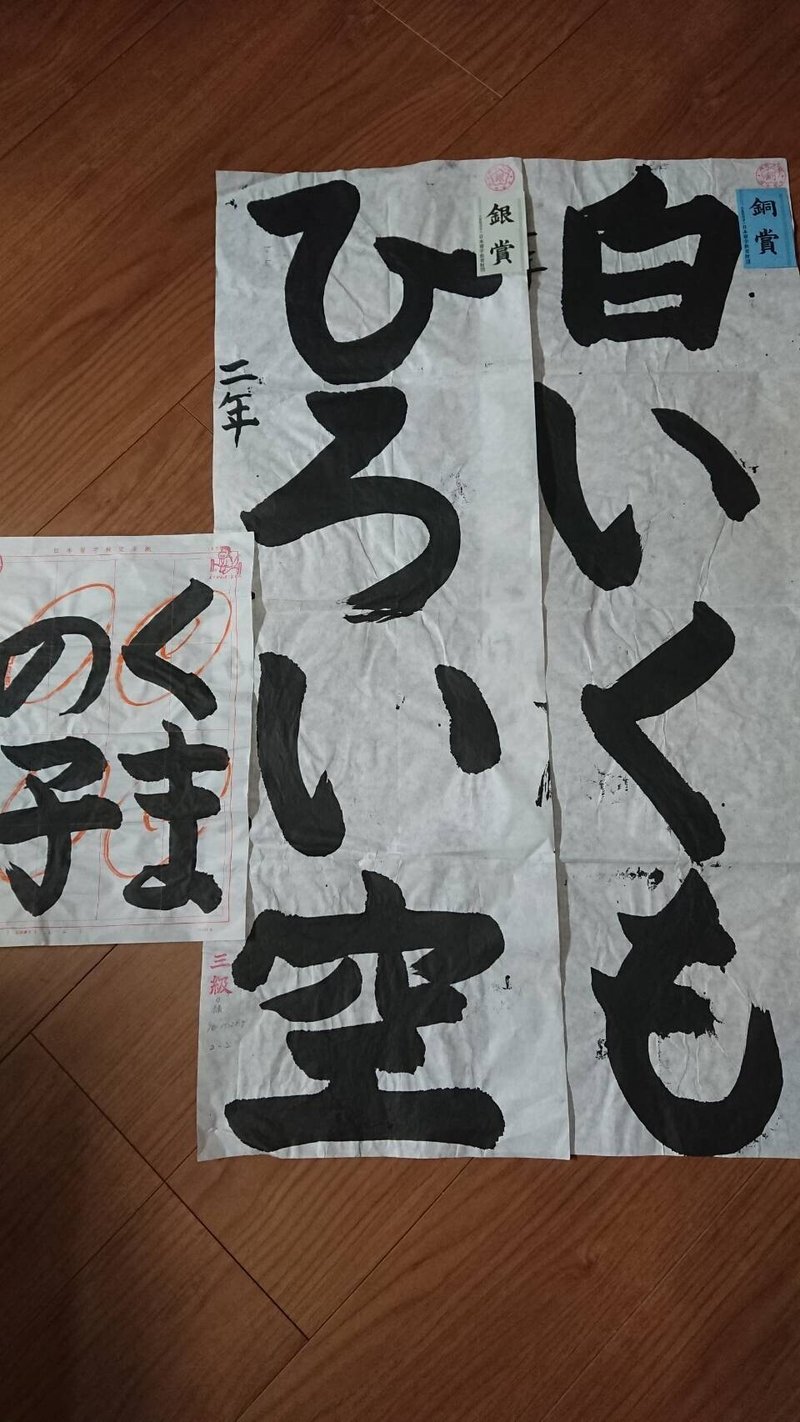 白いくも
銅賞
ひろい空
銀賞
二年
三級
くま
の子